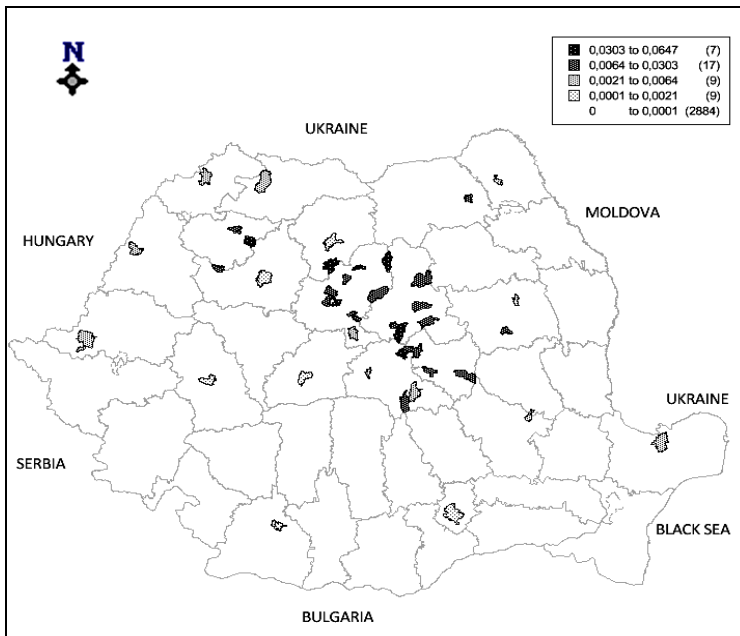 N
0,0303 to 0,0647 (7)
0,0064 to 0,0303 (17)
0,0021 to 0,0064 (9)
0,0001 to 0,0021 (9)
0 to 0,0001 (2884)
UKRAINE
MOLDOVA
HUNGARY
UKRAINE
SERBIA
BLACK SEA
BULGARIA